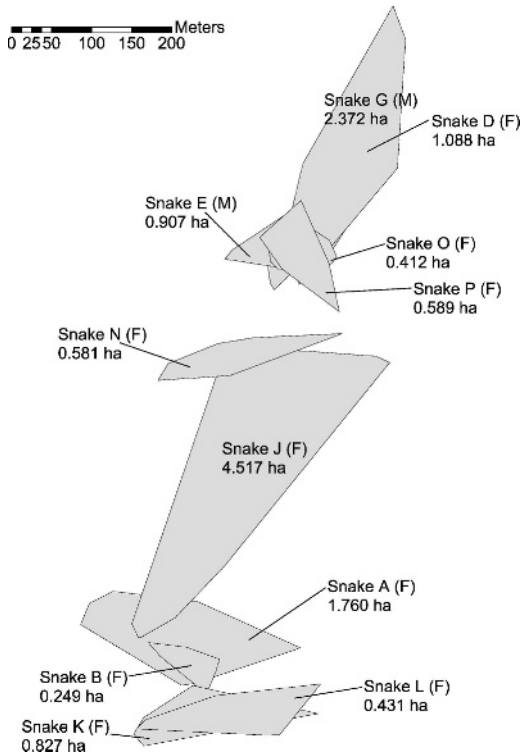 Meters
0 25 50 100 150 200
Snake G (M)
2.372 ha
Snake D (F)
1.088 ha
Snake E (M)
0.907 ha
Snake O (F)
0.412 ha
Snake P (F)
0.589 ha
Snake N (F)
0.581 ha
Snake J (F)
4.517 ha
Snake A (F)
1.760 ha
Snake B (F)
0.249 ha
Snake L (F)
0.431 ha
Snake K (F)
0.827 ha